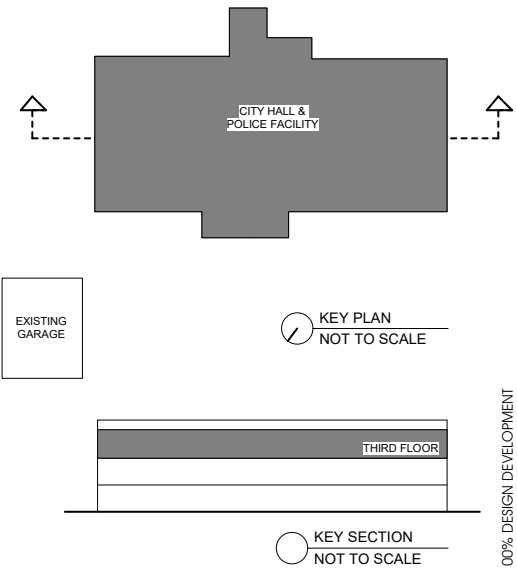 CITY HALL &
POLICE FACILITY
EXISTING
GARAGE
KEY PLAN
NOT TO SCALE
THIRD FLOOR
KEY SECTION
NOT TO SCALE
00% DESIGN DEVELOPMENT